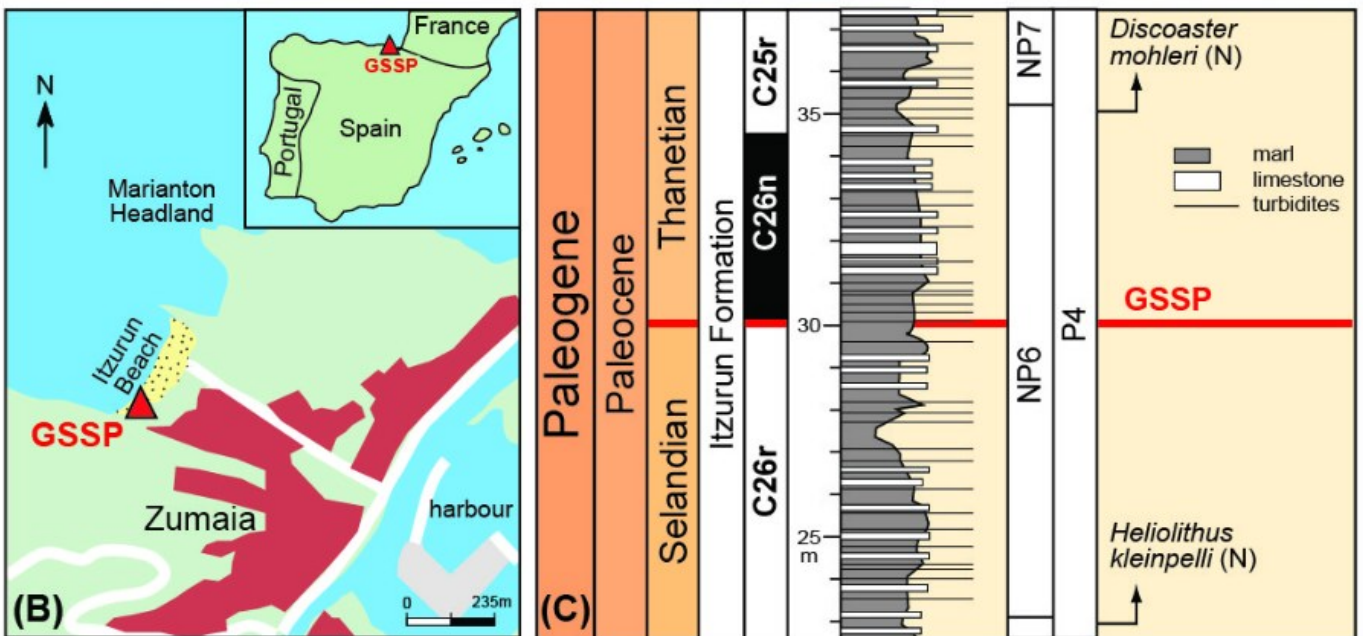 France
GSSP
Portugal
Spain
N
Marianton
Headland
Itzurun
Beach
GSSP
Zumaia
harbour
0
235m
(B)
Paleogene
Paleocene
Thanetian
Selandian
Itzurun Formation
C25r
C26n
C26r
35
30
25
m
NP7
NP6
P4
Discoaster
mohleri (N)
marl
limestone
turbidites
GSSP
Heliolithus
kleinpelli (N)
(C)